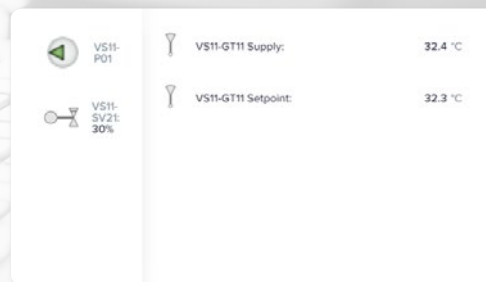 VS11-
P01
VS11-
SV21:
30%
VS11-GT11 Supply: 32.4 °C
VS11-GT11 Setpoint: 32.3 °C